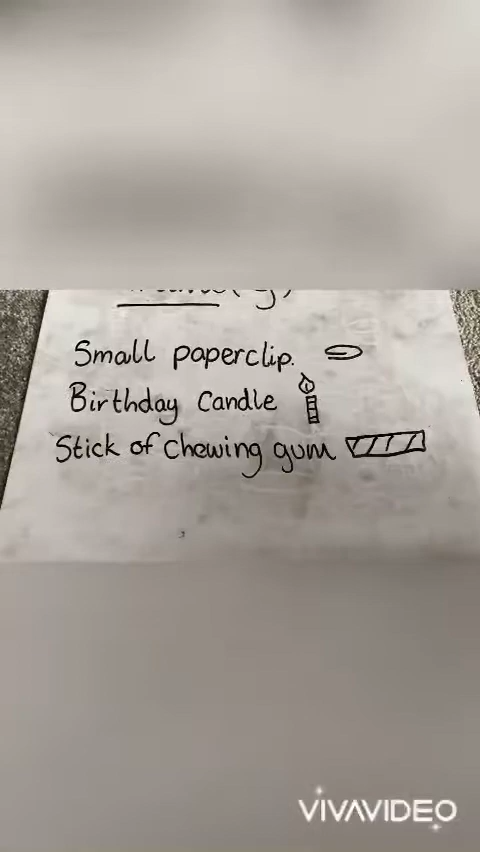 Small paperclip.
Birthday Candle
Stick of Chewing gum
VIVAVIDEO